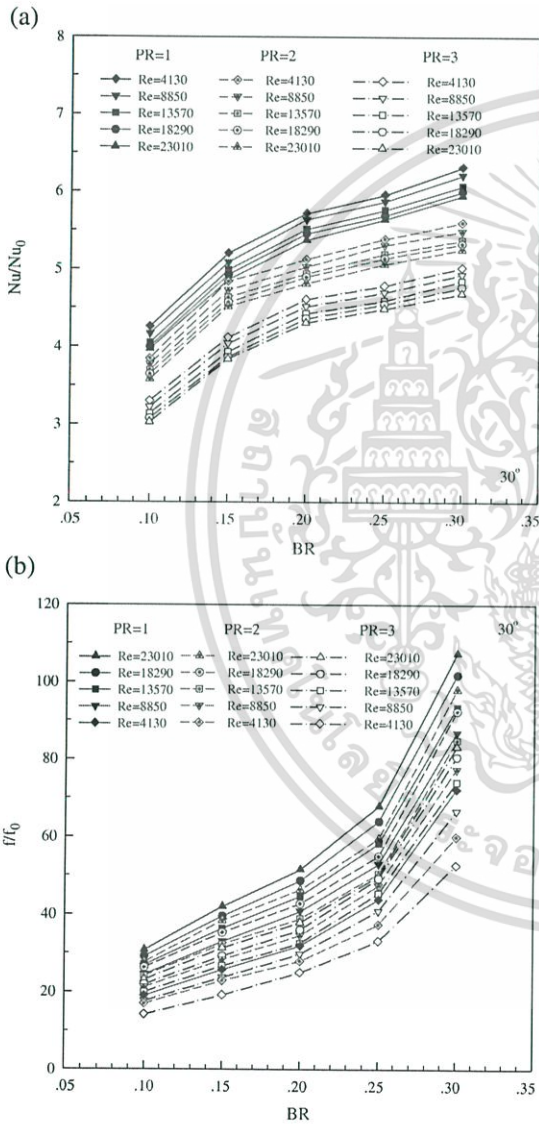 (a)
8
7
6
5
4
3
2
Nu/Nu0
PR=1 PR=2 PR=3
Re=4130 Re=4130 Re=4130
Re=8850 Re=8850 Re=8850
Re=13570 Re=13570 Re=13570
Re=18290 Re=18290 Re=18290
Re=23010 Re=23010 Re=23010
30°
.05 .10 .15 .20 .25 .30 .35
BR
(b)
120
100
80
60
40
20
0
f/f0
PR=1 PR=2 PR=3 30°
Re=23010 Re=23010 Re=23010
Re=18290 Re=18290 Re=18290
Re=13570 Re=13570 Re=13570
Re=8850 Re=8850 Re=8850
Re=4130 Re=4130 Re=4130
.05 .10 .15 .20 .25 .30 .35
BR